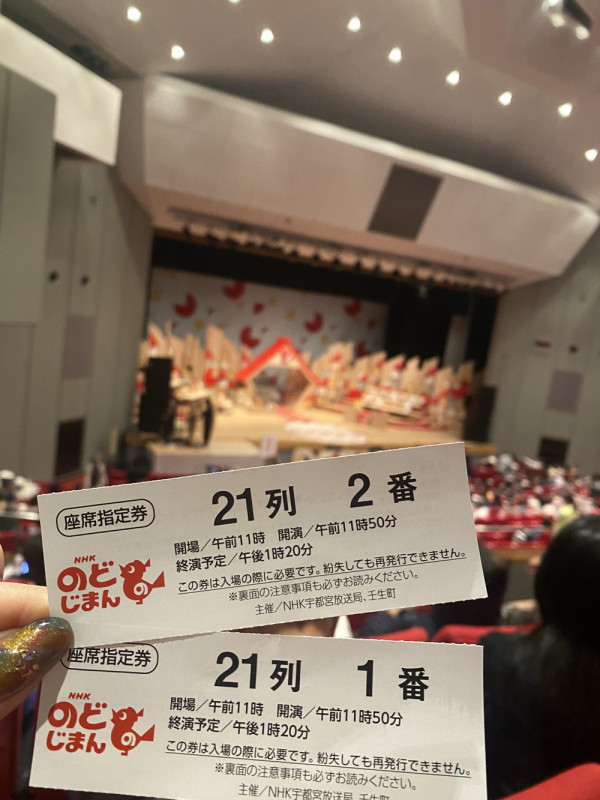 座席指定券
21列 2番
NHK
のど
じまん
開場/午前11時 開演/午前11時50分
終演予定/午後1時20分
この券は入場の際に必要です。紛失しても再発行できません。
※裏面の注意事項も必ずお読みください。
主催/NHK宇都宮放送局、壬生町
座席指定券
21列 1番
NHK
のど
じまん
開場/午前11時 開演/午前11時50分
終演予定/午後1時20分
この券は入場の際に必要です。紛失しても再発行できません。
※裏面の注意事項も必ずお読みください。
主催/NHK宇都宮放送局、壬生町